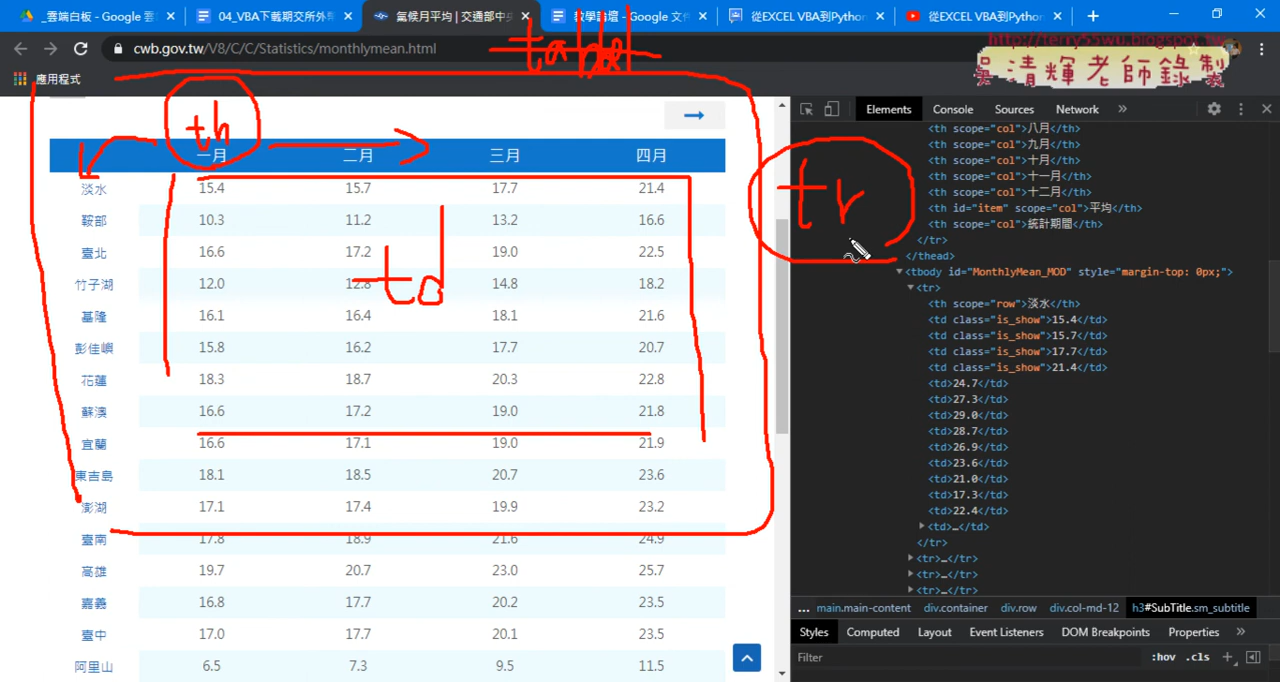 _雲端白板 - Google 雲
04_VBA下載期交所外幣
氣候月平均 | 交通部中央
教學論壇 - Google 文件
從EXCEL VBA到Python
從EXCEL VBA到Python
cwb.gov.tw/V8/C/C/Statistics/monthlymean.html
http://terry55wu.blogspot.tw
吳清輝老師錄製
應用程式
table
th
td
tr
一月 二月 三月 四月
淡水 15.4 15.7 17.7 21.4
鞍部 10.3 11.2 13.2 16.6
臺北 16.6 17.2 19.0 22.5
竹子湖 12.0 12.8 14.8 18.2
基隆 16.1 16.4 18.1 21.6
彭佳嶼 15.8 16.2 17.7 20.7
花蓮 18.3 18.7 20.3 22.8
蘇澳 16.6 17.2 19.0 21.8
宜蘭 16.6 17.1 19.0 21.9
東吉島 18.1 18.5 20.7 23.6
澎湖 17.1 17.4 19.9 23.2
臺南 17.8 18.9 21.6 24.9
高雄 19.7 20.7 23.0 25.7
嘉義 16.8 17.7 20.2 23.5
臺中 17.0 17.7 20.1 23.5
阿里山 6.5 7.3 9.5 11.5
Elements Console Sources Network
<th scope="col">八月</th>
<th scope="col">九月</th>
<th scope="col">十月</th>
<th scope="col">十一月</th>
<th scope="col">十二月</th>
<th id="item" scope="col">平均</th>
<th scope="col">統計期間</th>
</tr>
</thead>
<tbody id="MonthlyMean_MOD" style="margin-top: 0px;">
<tr>
<th scope="row">淡水</th>
<td class="is_show">15.4</td>
<td class="is_show">15.7</td>
<td class="is_show">17.7</td>
<td class="is_show">21.4</td>
<td>24.7</td>
<td>27.3</td>
<td>29.0</td>
<td>28.7</td>
<td>26.9</td>
<td>23.6</td>
<td>21.0</td>
<td>17.3</td>
<td>22.4</td>
<td>…</td>
</tr>
<tr>…</tr>
<tr>…</tr>
<tr>…</tr>
... main.main-content div.container div.row div.col-md-12 h3#SubTitle.sm_subtitle
Styles Computed Layout Event Listeners DOM Breakpoints Properties
Filter :hov .cls